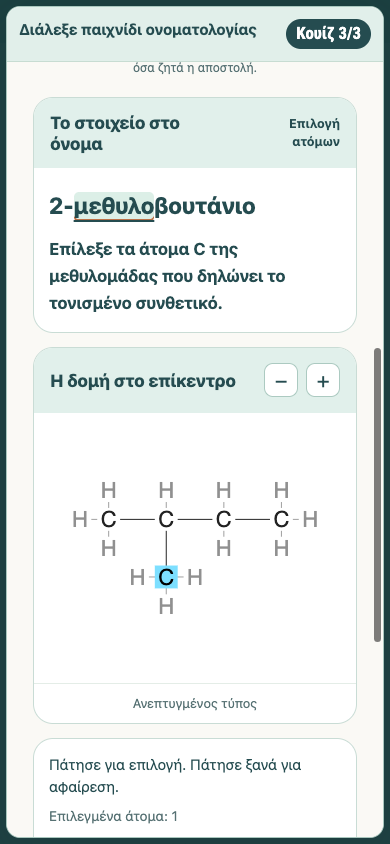 Διάλεξε παιχνίδι ονοματολογίας
Κουίζ 3/3
όσα ζητά η αποστολή.
Το στοιχείο στο
όνομα
Επιλογή
ατόμων
2-μεθυλοβουτάνιο
Επίλεξε τα άτομα C της
μεθυλομάδας που δηλώνει το
τονισμένο συνθετικό.
Η δομή στο επίκεντρο
− +
H H H H
H C C C C H
H H H
H C H
H
Ανεπτυγμένος τύπος
Πάτησε για επιλογή. Πάτησε ξανά για
αφαίρεση.
Επιλεγμένα άτομα: 1